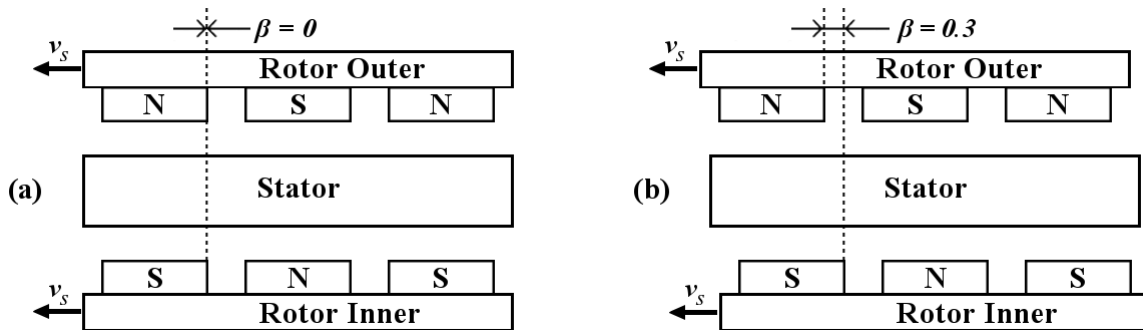 β = 0
v_s
Rotor Outer
N S N
(a) Stator
S N S
v_s
Rotor Inner
β = 0.3
v_s
Rotor Outer
N S N
(b) Stator
S N S
v_s
Rotor Inner